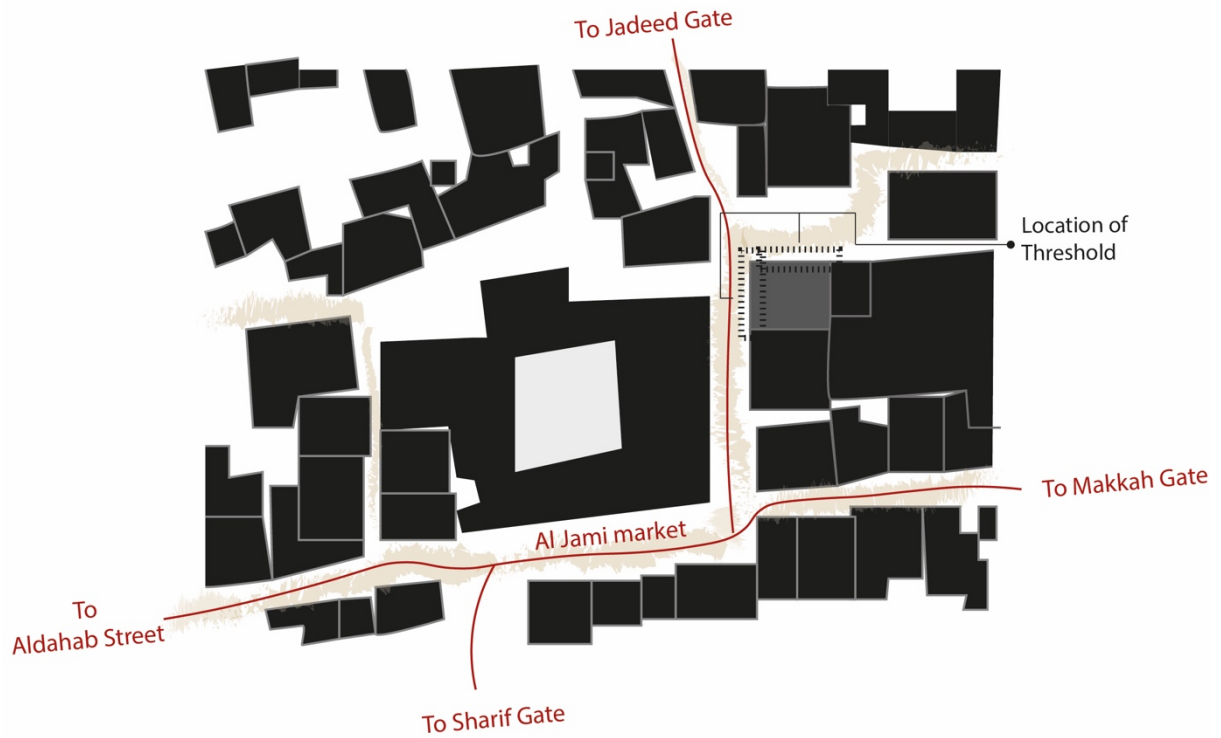 To Jadeed Gate
Location of
Threshold
To Makkah Gate
Al Jami market
To
Aldahab Street
To Sharif Gate